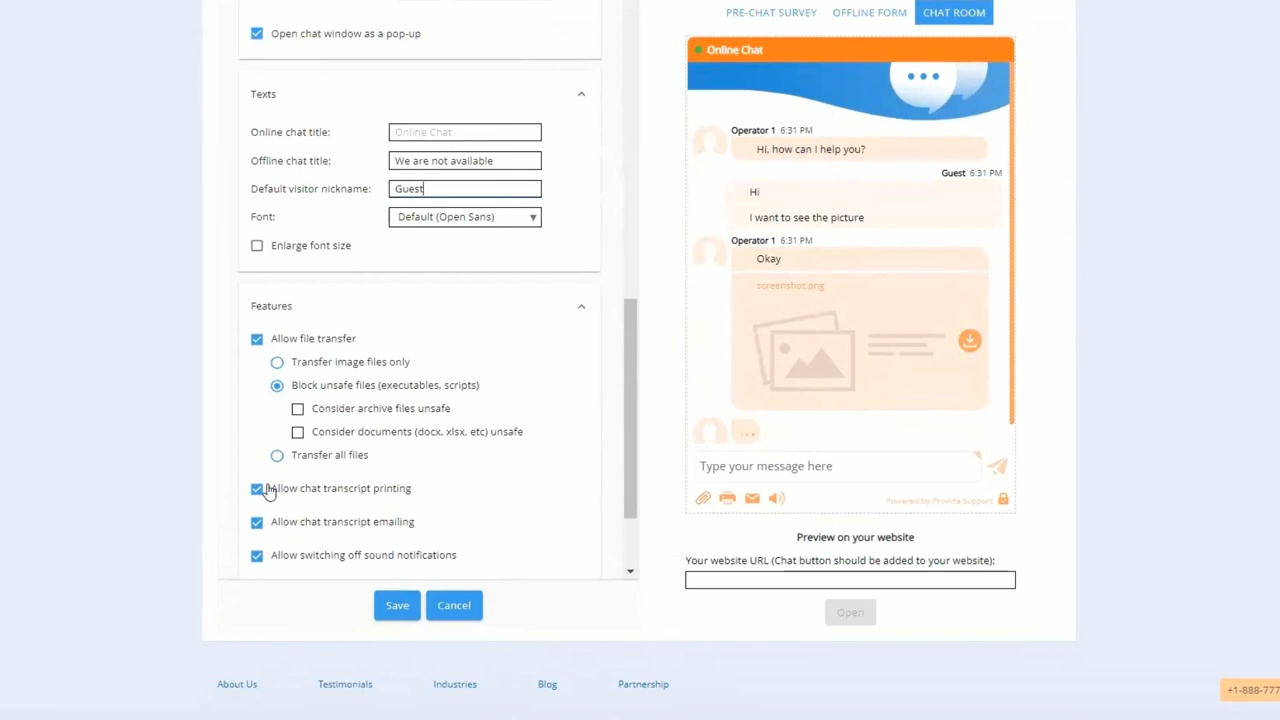 Open chat window as a pop-up
Texts
Online chat title:
Online Chat
Offline chat title:
We are not available
Default visitor nickname:
Guest
Font:
Default (Open Sans)
Enlarge font size
Features
Allow file transfer
Transfer image files only
Block unsafe files (executables, scripts)
Consider archive files unsafe
Consider documents (docx, xlsx, etc) unsafe
Transfer all files
Allow chat transcript printing
Allow chat transcript emailing
Allow switching off sound notifications
Save
Cancel
PRE-CHAT SURVEY
OFFLINE FORM
CHAT ROOM
Online Chat
Operator 1 6:31 PM
Hi, how can I help you?
Guest 6:31 PM
Hi
I want to see the picture
Operator 1 6:31 PM
Okay
screenshot.png
Type your message here
Powered by Provide Support
Preview on your website
Your website URL (Chat button should be added to your website):
Open
About Us
Testimonials
Industries
Blog
Partnership
+1-888-777